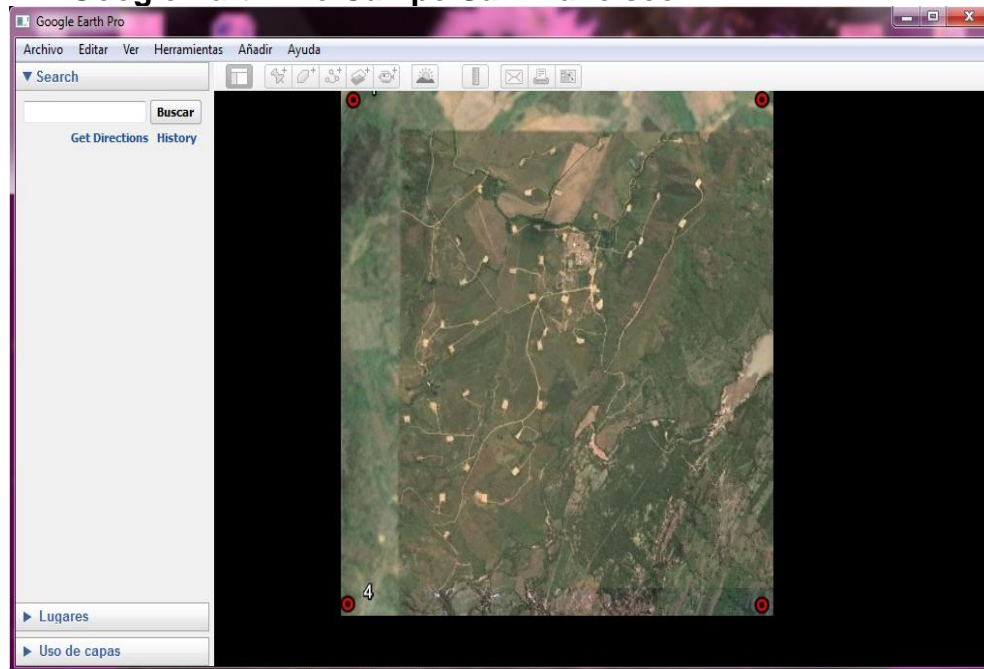 Google Earth Pro
Archivo Editar Ver Herramientas Añadir Ayuda
Search
Buscar
Get Directions History
4
Lugares
Uso de capas